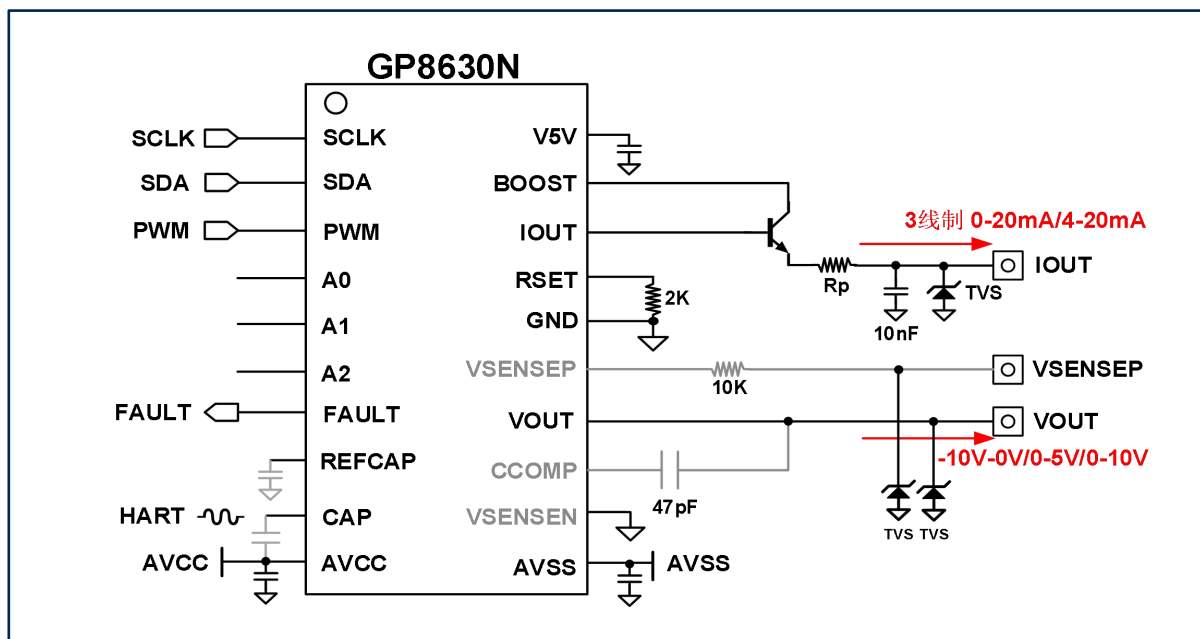 GP8630N
SCLK
SCLK
V5V
SDA
SDA
BOOST
PWM
PWM
IOUT
3线制 0-20mA/4-20mA
A0
RSET
2K
Rp
10nF
TVS
IOUT
A1
GND
A2
VSENSEP
10K
VSENSEP
FAULT
FAULT
VOUT
VOUT
-10V-0V/0-5V/0-10V
REFCAP
CCOMP
47pF
HART
CAP
VSENSEN
TVS
TVS
AVCC
AVCC
AVSS
AVSS